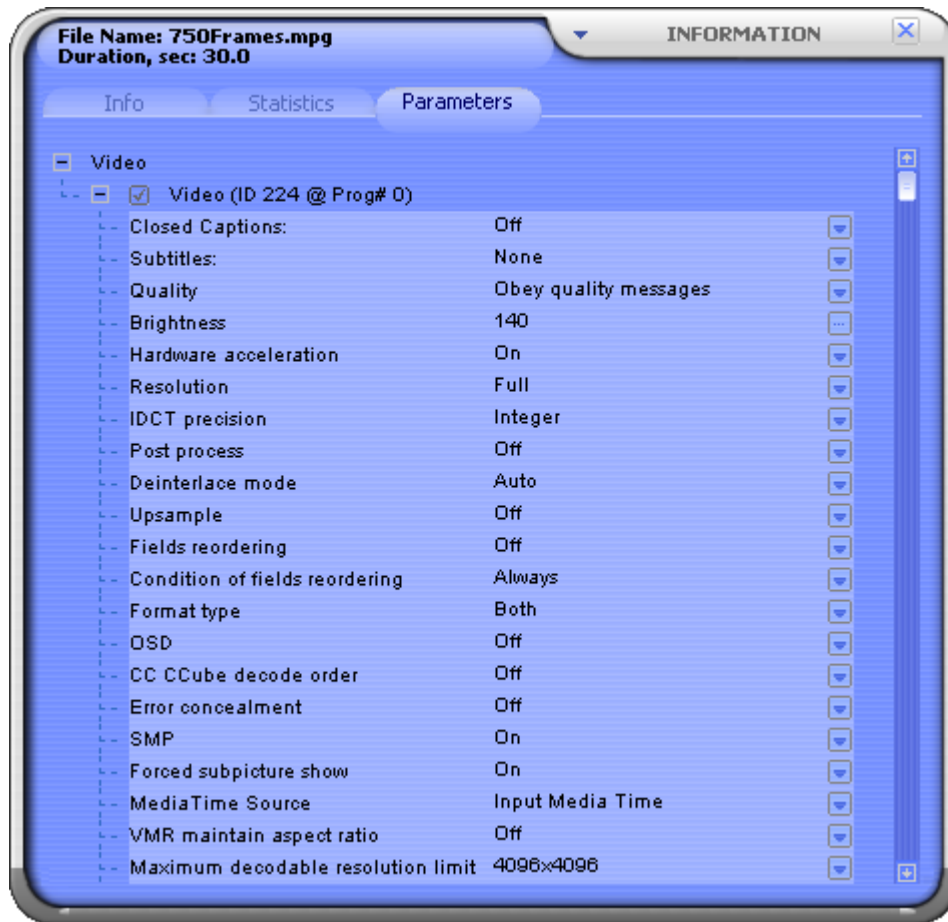 File Name: 750Frames.mpg
Duration, sec: 30.0
INFORMATION
Info Statistics Parameters
Video
Video (ID 224 @ Prog# 0)
Closed Captions: Off
Subtitles: None
Quality Obey quality messages
Brightness 140
Hardware acceleration On
Resolution Full
IDCT precision Integer
Post process Off
Deinterlace mode Auto
Upsample Off
Fields reordering Off
Condition of fields reordering Always
Format type Both
OSD Off
CC CCube decode order Off
Error concealment Off
SMP On
Forced subpicture show On
MediaTime Source Input Media Time
VMR maintain aspect ratio Off
Maximum decodable resolution limit 4096x4096